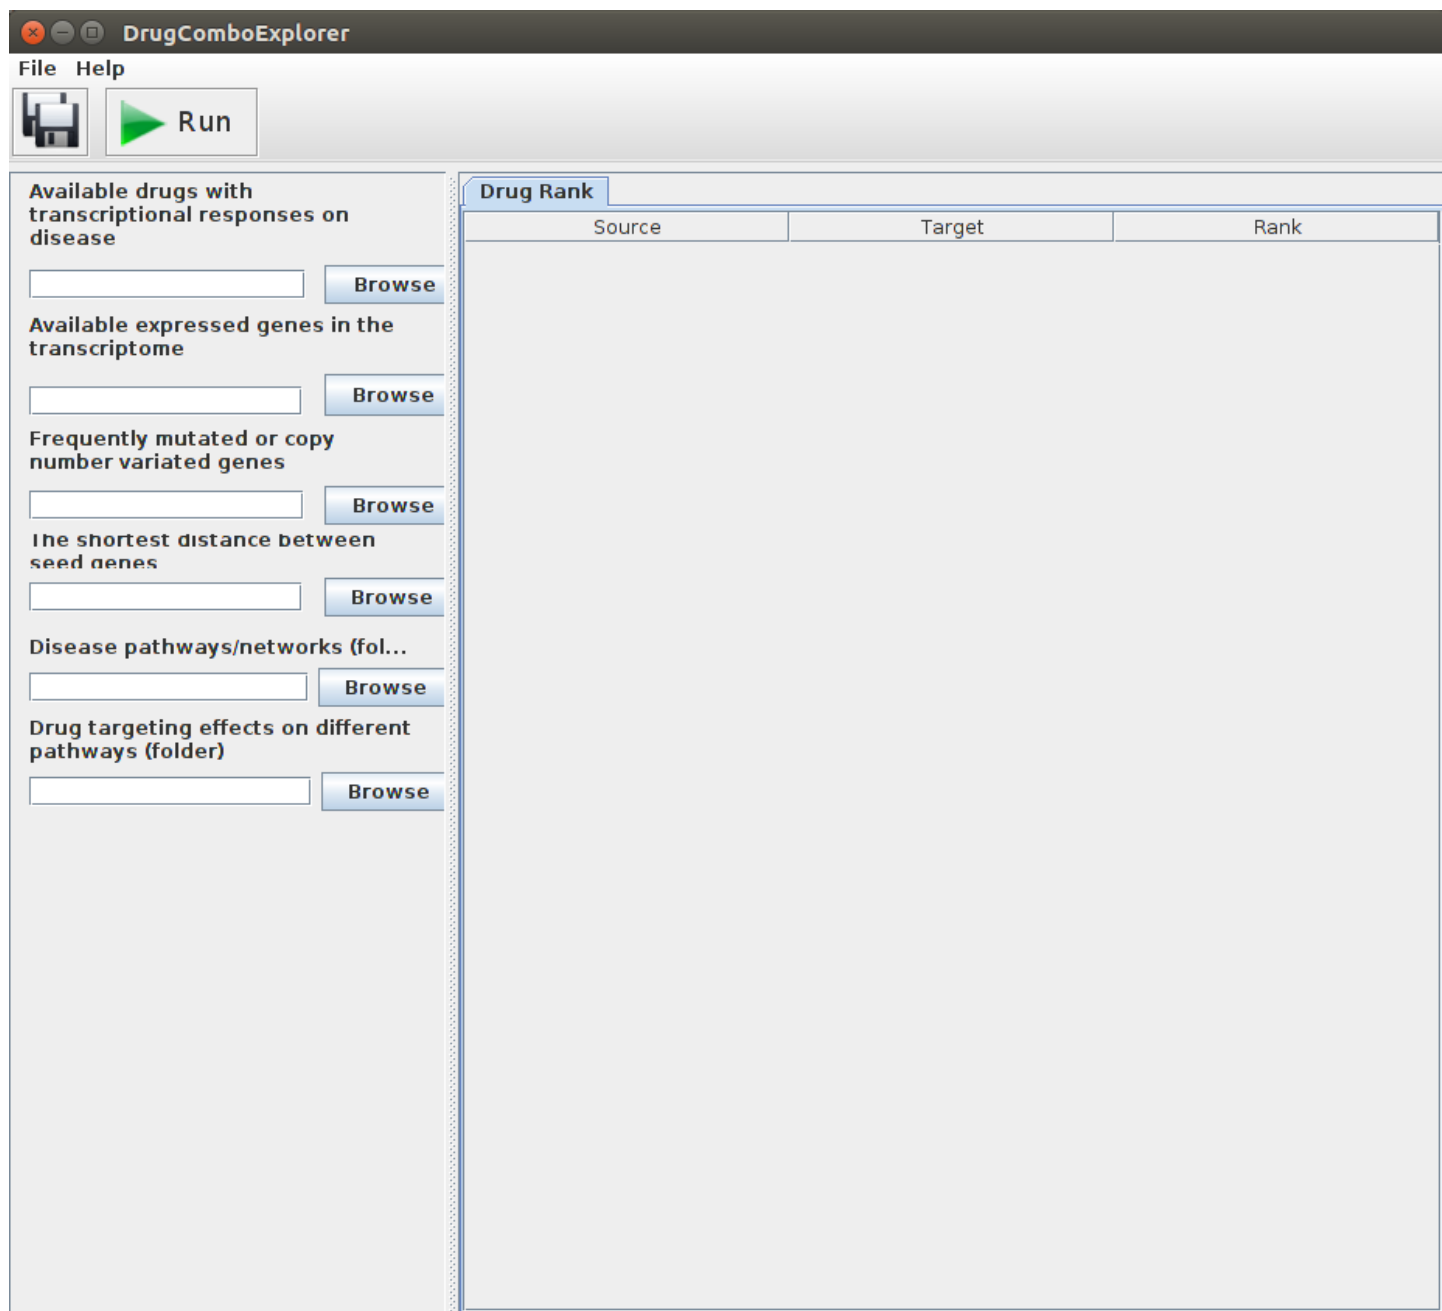 DrugComboExplorer
File Help
Run
Available drugs with
transcriptional responses on
disease
Browse
Available expressed genes in the
transcriptome
Browse
Frequently mutated or copy
number variated genes
Browse
The shortest distance between
seed genes
Browse
Disease pathways/networks (fol...
Browse
Drug targeting effects on different
pathways (folder)
Browse
Drug Rank
Source Target Rank